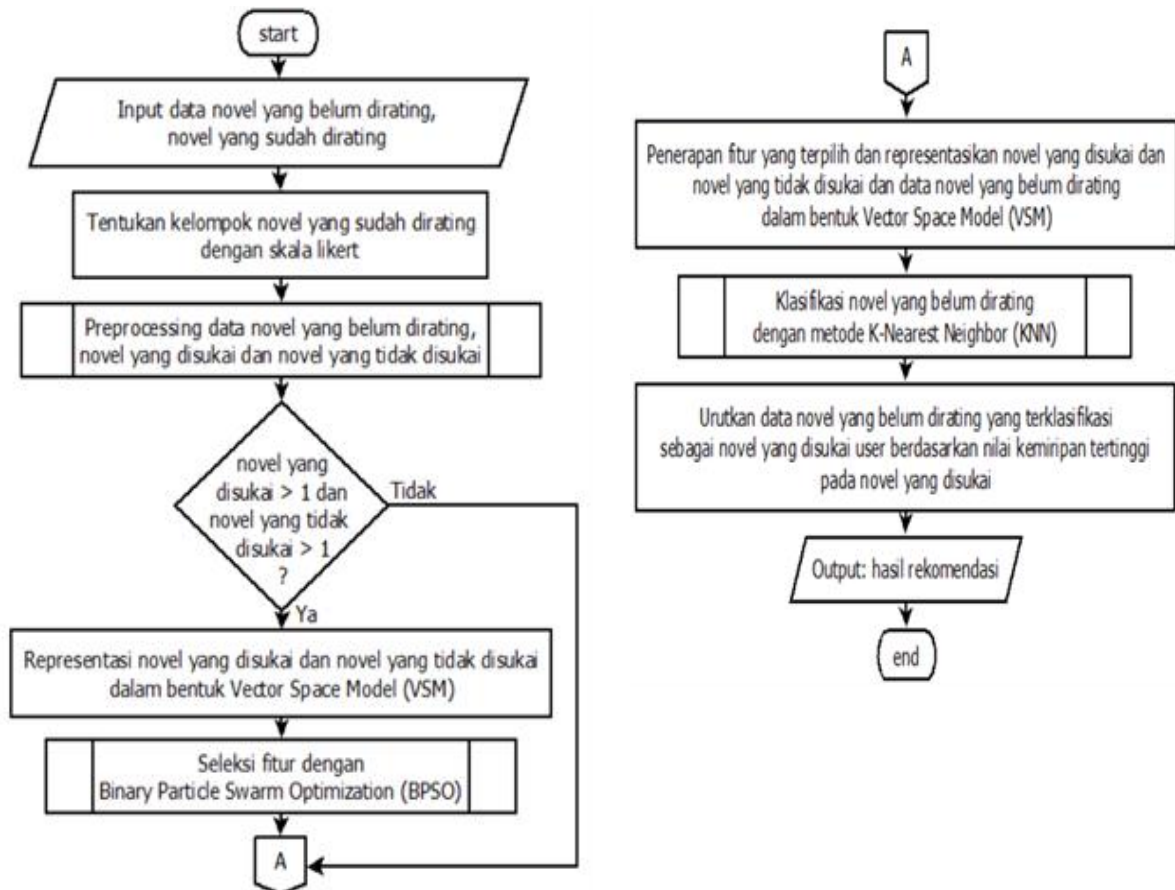 start
Input data novel yang belum dirating,
novel yang sudah dirating
Tentukan kelompok novel yang sudah dirating
dengan skala likert
Preprocessing data novel yang belum dirating,
novel yang disukai dan novel yang tidak disukai
novel yang
disukai > 1 dan
novel yang tidak
disukai > 1
?
Tidak
Ya
Representasi novel yang disukai dan novel yang tidak disukai
dalam bentuk Vector Space Model (VSM)
Seleksi fitur dengan
Binary Particle Swarm Optimization (BPSO)
A
A
Penerapan fitur yang terpilih dan representasikan novel yang disukai dan
novel yang tidak disukai dan data novel yang belum dirating
dalam bentuk Vector Space Model (VSM)
Klasifikasi novel yang belum dirating
dengan metode K-Nearest Neighbor (KNN)
Urutkan data novel yang belum dirating yang terklasifikasi
sebagai novel yang disukai user berdasarkan nilai kemiripan tertinggi
pada novel yang disukai
Output: hasil rekomendasi
end